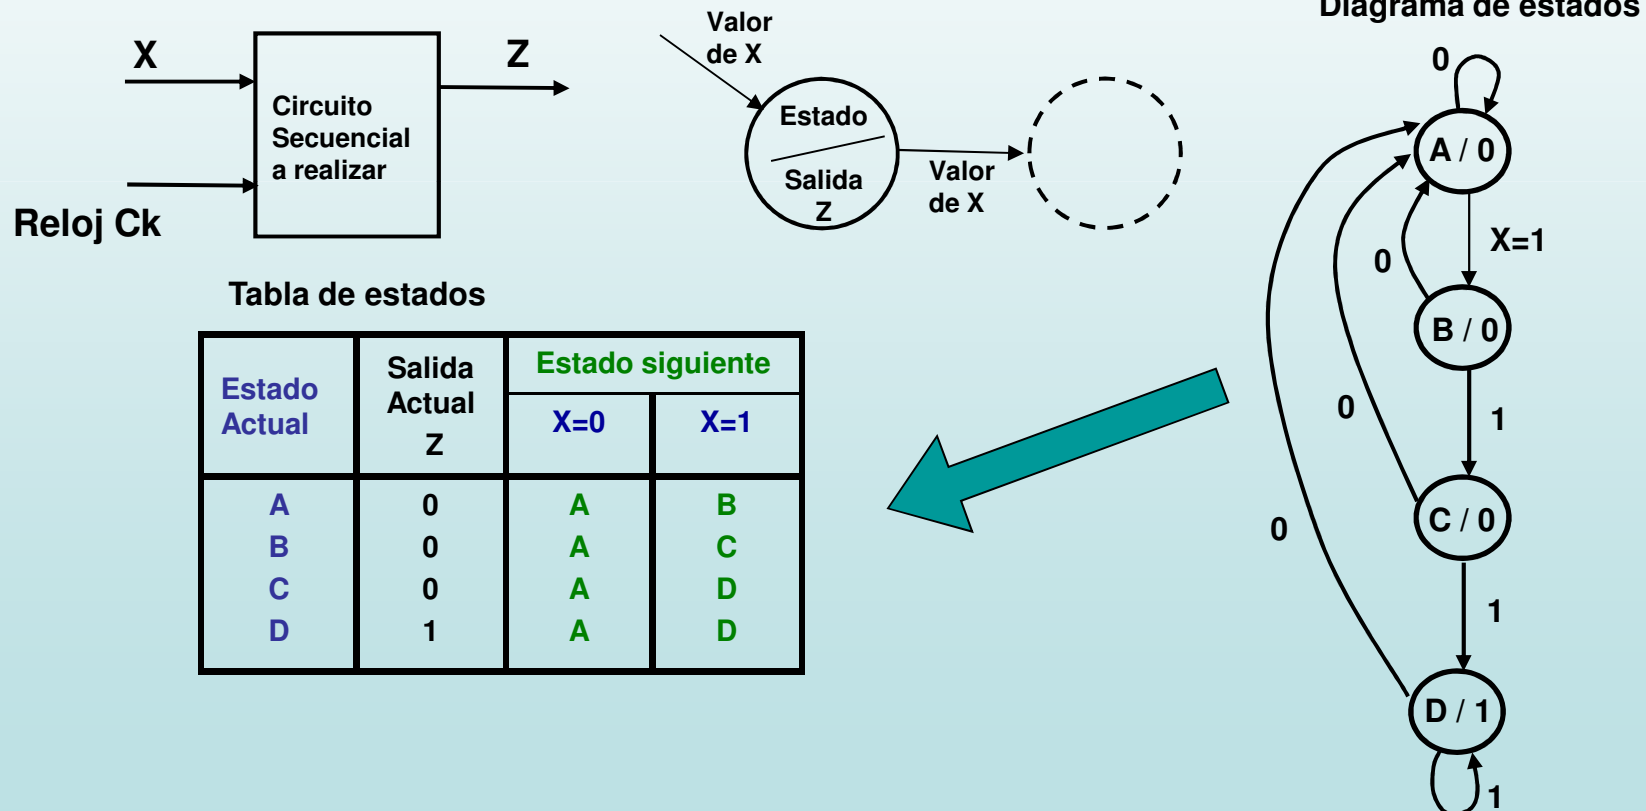 Diagrama de estados
X
Z
Circuito
Secuencial
a realizar
Reloj Ck
Valor
de X
Estado
Salida
Z
Valor
de X
Tabla de estados
Estado
Actual
Salida
Actual
Z
Estado siguiente
X=0 X=1
A 0 A B
B 0 A C
C 0 A D
D 1 A D
0
A / 0
X=1
0
B / 0
1
0
C / 0
0
1
D / 1
1